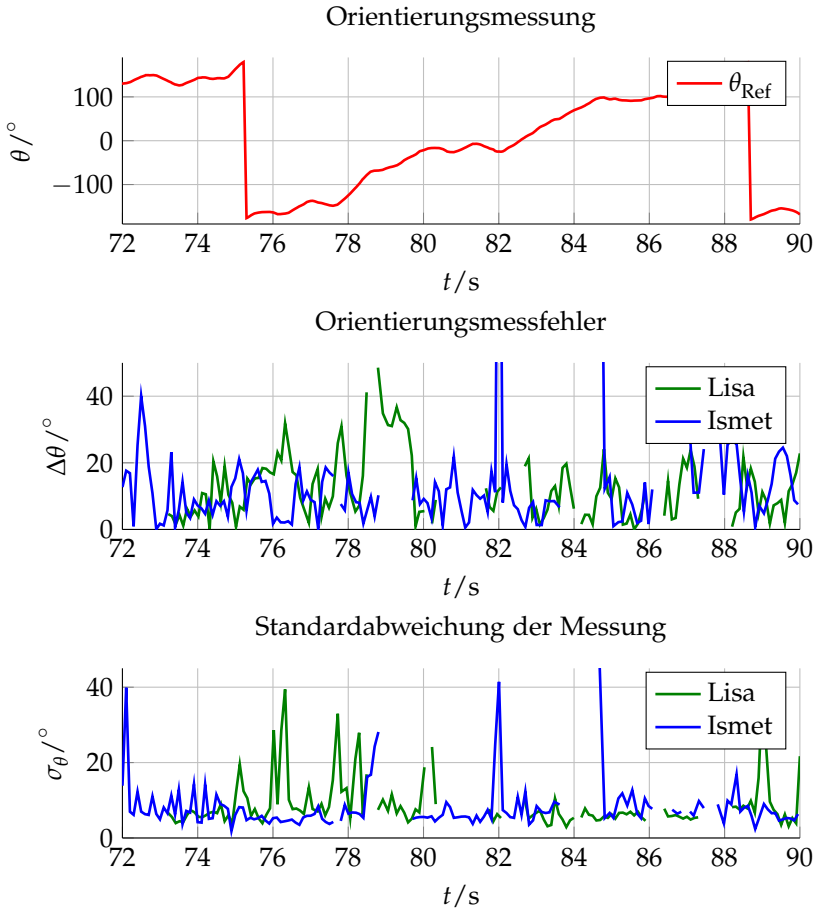 Orientierungsmessung
θ/°
100
0
−100
θRef
72 74 76 78 80 82 84 86 88 90
t/s
Orientierungsmessfehler
Δθ/°
40
20
0
Lisa
Ismet
72 74 76 78 80 82 84 86 88 90
t/s
Standardabweichung der Messung
σθ/°
40
20
0
Lisa
Ismet
72 74 76 78 80 82 84 86 88 90
t/s